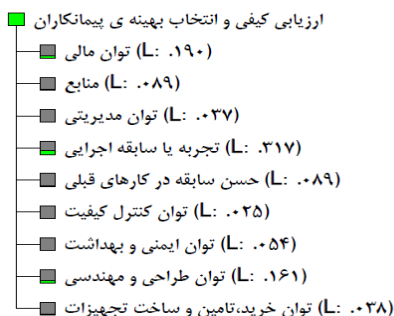 ارزیابی کیفی و انتخاب بهینه ی پیمانکاران
توان مالی (L: .۱۹۰)
منابع (L: .۰۸۹)
توان مدیریتی (L: .۰۳۷)
تجربه یا سابقه اجرایی (L: .۳۱۷)
حسن سابقه در کارهای قبلی (L: .۰۸۹)
توان کنترل کیفیت (L: .۰۲۵)
توان ایمنی و بهداشت (L: .۰۵۴)
توان طراحی و مهندسی (L: .۱۶۱)
توان خرید،تامین و ساخت تجهیزات (L: .۰۳۸)